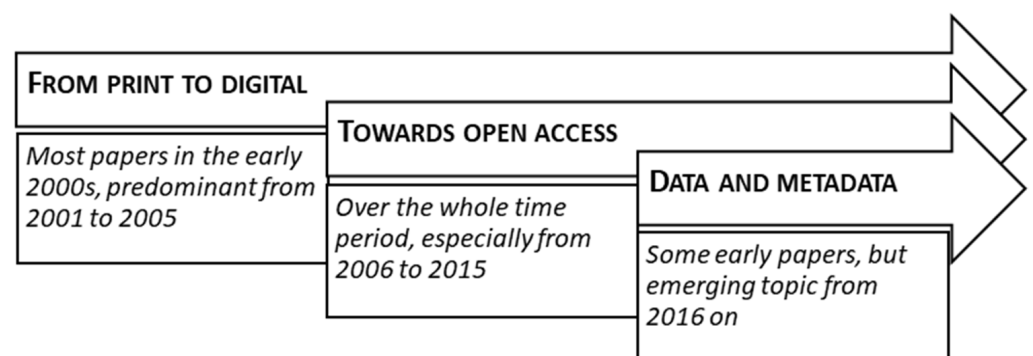 FROM PRINT TO DIGITAL
Most papers in the early
2000s, predominant from
2001 to 2005
TOWARDS OPEN ACCESS
Over the whole time
period, especially from
2006 to 2015
DATA AND METADATA
Some early papers, but
emerging topic from
2016 on